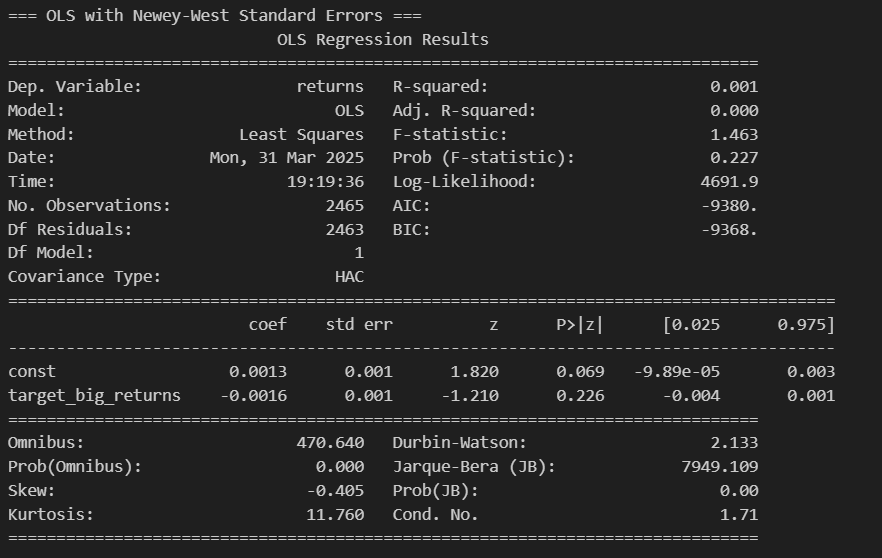 === OLS with Newey-West Standard Errors ===
                            OLS Regression Results
==============================================================================
Dep. Variable:                returns   R-squared:                       0.001
Model:                            OLS   Adj. R-squared:                  0.000
Method:                 Least Squares   F-statistic:                     1.463
Date:                Mon, 31 Mar 2025   Prob (F-statistic):              0.227
Time:                        19:19:36   Log-Likelihood:                 4691.9
No. Observations:                2465   AIC:                            -9380.
Df Residuals:                    2463   BIC:                            -9368.
Df Model:                           1
Covariance Type:                  HAC
======================================================================================
                         coef    std err          z      P>|z|      [0.025      0.975]
--------------------------------------------------------------------------------------
const                  0.0013      0.001      1.820      0.069   -9.89e-05       0.003
target_big_returns    -0.0016      0.001     -1.210      0.226      -0.004       0.001
==============================================================================
Omnibus:                      470.640   Durbin-Watson:                   2.133
Prob(Omnibus):                  0.000   Jarque-Bera (JB):             7949.109
Skew:                          -0.405   Prob(JB):                         0.00
Kurtosis:                      11.760   Cond. No.                         1.71
==============================================================================